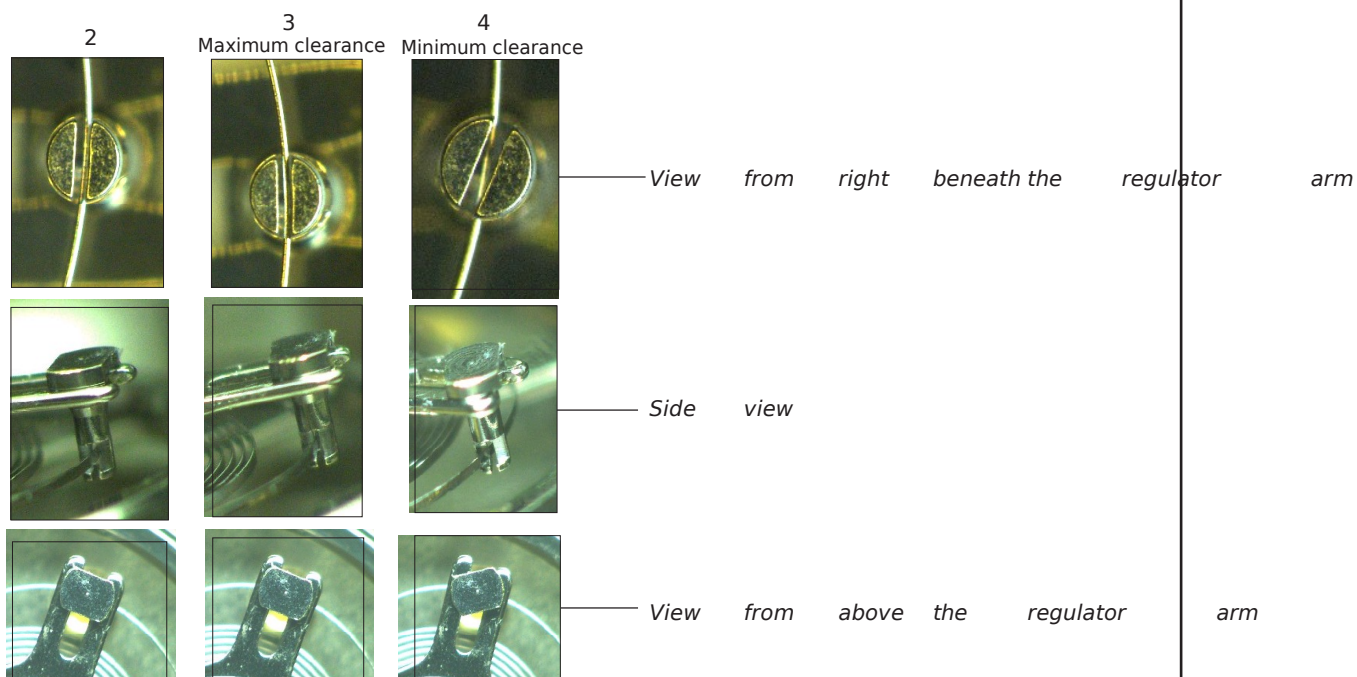 2
3
Maximum clearance
4
Minimum clearance
View from right beneath the regulator arm
Side view
View from above the regulator arm